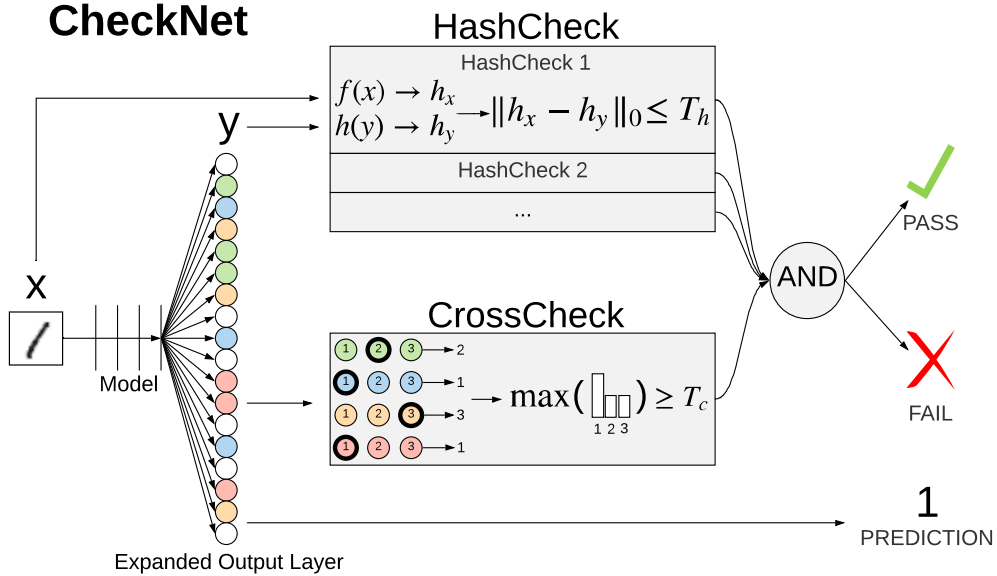 CheckNet
HashCheck
HashCheck 1
f(x) → h_x
h(y) → h_y
‖h_x − h_y‖_0 ≤ T_h
HashCheck 2
...
y
x
Model
Expanded Output Layer
CrossCheck
1 2 3 2
1 2 3 1
1 2 3 3
1 2 3 1
max( ) ≥ T_c
1 2 3
AND
PASS
FAIL
1
PREDICTION